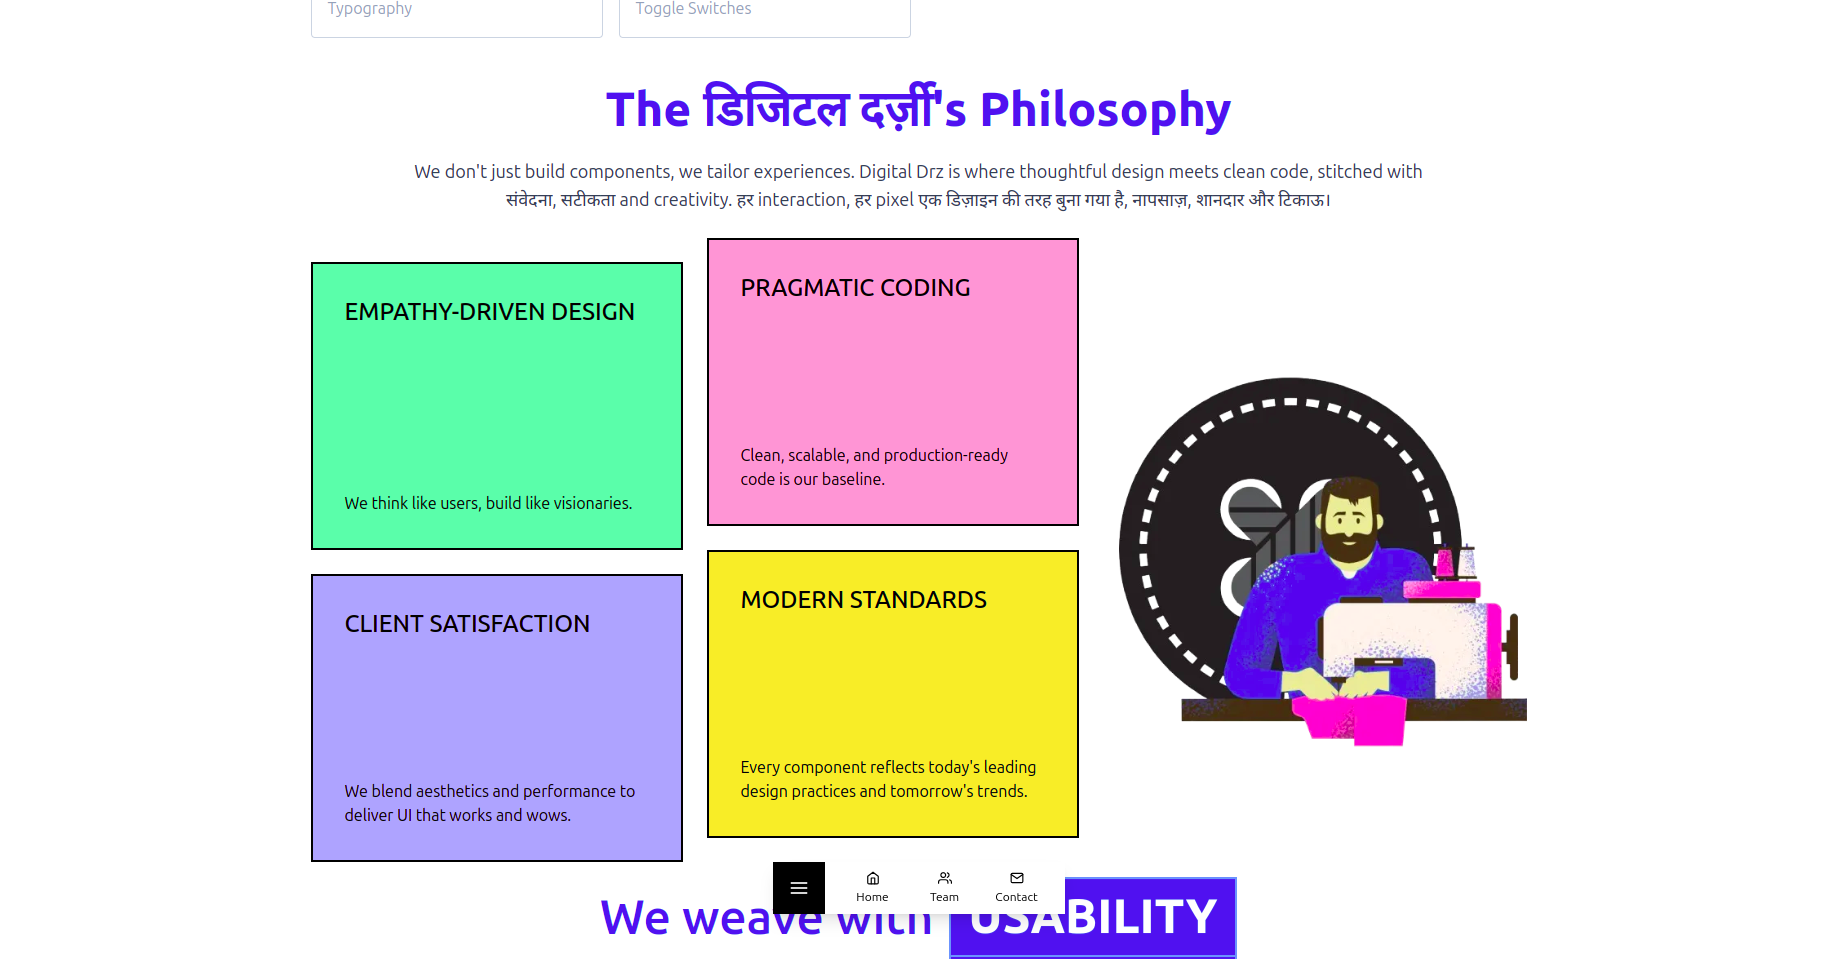 Typography
Toggle Switches
The डिजिटल दर्ज़ी's Philosophy
We don't just build components, we tailor experiences. Digital Drz is where thoughtful design meets clean code, stitched with
संवेदना, सटीकता and creativity. हर interaction, हर pixel एक डिज़ाइन की तरह बुना गया है, नापसाज़, शानदार और टिकाऊ।
EMPATHY-DRIVEN DESIGN
We think like users, build like visionaries.
PRAGMATIC CODING
Clean, scalable, and production-ready
code is our baseline.
CLIENT SATISFACTION
We blend aesthetics and performance to
deliver UI that works and wows.
MODERN STANDARDS
Every component reflects today's leading
design practices and tomorrow's trends.
Home
Team
Contact
We weave with USABILITY